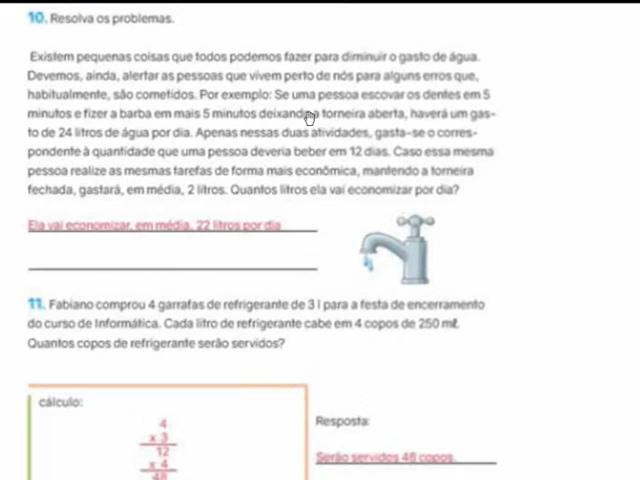 10. Resolva os problemas.
Existem pequenas coisas que todos podemos fazer para diminuir o gasto de água.
Devemos, ainda, alertar as pessoas que vivem perto de nós para alguns erros que,
habitualmente, são cometidos. Por exemplo: Se uma pessoa escovar os dentes em 5
minutos e fizer a barba em mais 5 minutos deixando a torneira aberta, haverá um gas-
to de 24 litros de água por dia. Apenas nessas duas atividades, gasta-se o corres-
pondente à quantidade que uma pessoa deveria beber em 12 dias. Caso essa mesma
pessoa realize as mesmas tarefas de forma mais econômica, mantendo a torneira
fechada, gastará, em média, 2 litros. Quantos litros ela vai economizar por dia?
Ela vai economizar, em média, 22 litros por dia
11. Fabiano comprou 4 garrafas de refrigerante de 3 l para a festa de encerramento
do curso de Informática. Cada litro de refrigerante cabe em 4 copos de 250 mℓ.
Quantos copos de refrigerante serão servidos?
cálculo:
4
x 3
12
x 4
48
Resposta:
Serão servidos 48 copos.